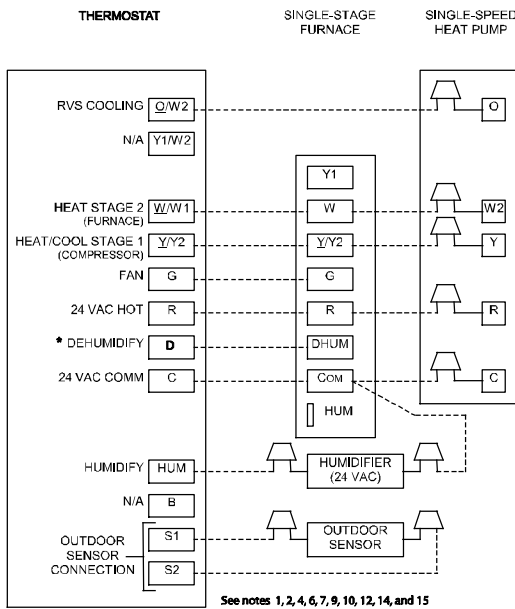 THERMOSTAT
SINGLE-STAGE
FURNACE
SINGLE-SPEED
HEAT PUMP
RVS COOLING
O/W2
O
N/A
Y1/W2
Y1
HEAT STAGE 2
(FURNACE)
W/W1
W
W2
HEAT/COOL STAGE 1
(COMPRESSOR)
Y/Y2
Y/Y2
Y
FAN
G
G
24 VAC HOT
R
R
R
* DEHUMIDIFY
D
DHUM
24 VAC COMM
C
COM
C
HUM
HUMIDIFY
HUM
HUMIDIFIER
(24 VAC)
N/A
B
OUTDOOR
SENSOR
CONNECTION
S1
S2
OUTDOOR
SENSOR
See notes 1, 2, 4, 6, 7, 9, 10, 12, 14, and 15